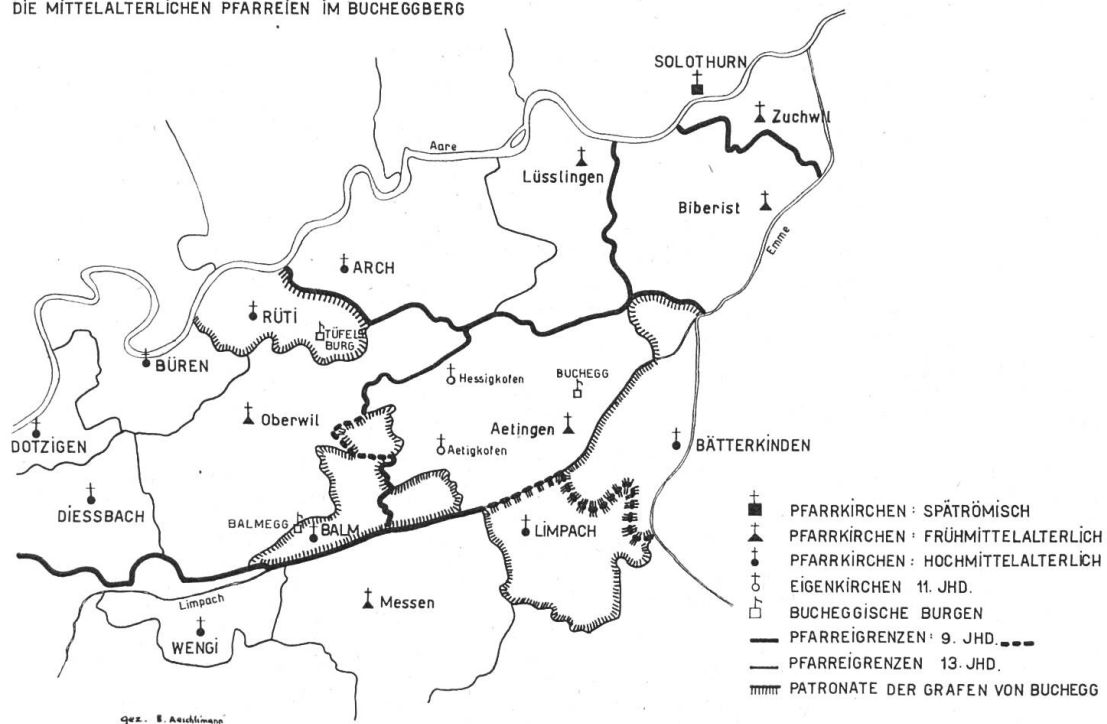 DIE MITTELALTERLICHEN PFARREIEN IM BUCHEGGBERG
SOLOTHURN
Zuchwil
Aare
Lüsslingen
Biberist
Emme
ARCH
RÜTI
TÜFELS
BURG
BÜREN
Hessigkofen
BUCHEGG
Oberwil
Aetingen
DOTZIGEN
Aetigkofen
BÄTTERKINDEN
DIESSBACH
BALMEGG
BALM
LIMPACH
Limpach
Messen
WENGI
PFARRKIRCHEN: SPÄTRÖMISCH
PFARRKIRCHEN: FRÜHMITTELALTERLICH
PFARRKIRCHEN: HOCHMITTELALTERLICH
EIGENKIRCHEN 11. JHD.
BUCHEGGISCHE BURGEN
PFARREIGRENZEN: 9. JHD.
PFARREIGRENZEN 13. JHD.
PATRONATE DER GRAFEN VON BUCHEGG
gez. E. Aeschlimann